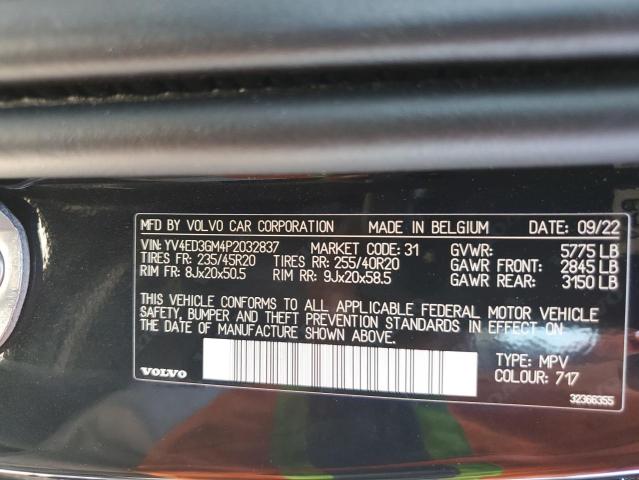 MFD BY VOLVO CAR CORPORATION MADE IN BELGIUM DATE: 09/22
VIN: YV4ED3GM4P2032837 MARKET CODE: 31 GVWR: 5775 LB
TIRES FR: 235/45R20 TIRES RR: 255/40R20 GAWR FRONT: 2845 LB
RIM FR: 8Jx20x50.5 RIM RR: 9Jx20x58.5 GAWR REAR: 3150 LB
THIS VEHICLE CONFORMS TO ALL APPLICABLE FEDERAL MOTOR VEHICLE
SAFETY, BUMPER AND THEFT PREVENTION STANDARDS IN EFFECT ON
THE DATE OF MANUFACTURE SHOWN ABOVE.
TYPE: MPV
VOLVO COLOUR: 717
32366355